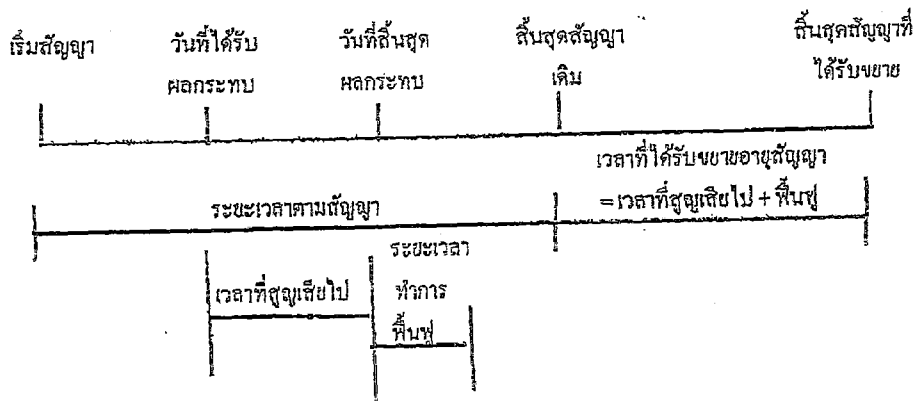 เริ่มสัญญา
วันที่ได้รับ
ผลกระทบ
วันที่สิ้นสุด
ผลกระทบ
สิ้นสุดสัญญา
เดิม
สิ้นสุดสัญญาที่
ได้รับขยาย
เวลาที่ได้รับขยายอายุสัญญา
=เวลาที่สูญเสียไป + ฟื้นฟู
ระยะเวลาตามสัญญา
เวลาที่สูญเสียไป
ระยะเวลา
ทำการ
ฟื้นฟู